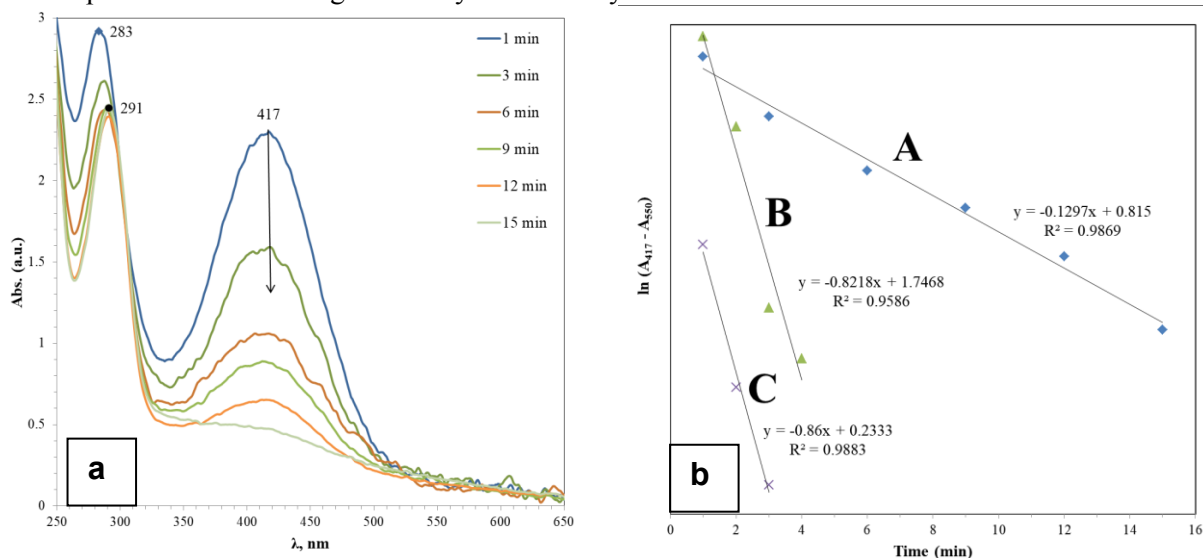 3
283
2.5
291
417
2
1.5
1
0.5
0
Abs. (a.u.)
250 300 350 400 450 500 550 600 650
λ, nm
1 min
3 min
6 min
9 min
12 min
15 min
a
A
B
C
y = -0.1297x + 0.815
R² = 0.9869
y = -0.8218x + 1.7468
R² = 0.9586
y = -0.86x + 0.2333
R² = 0.9883
ln (A417 - A550)
b
0 2 4 6 8 10 12 14 16
Time (min)